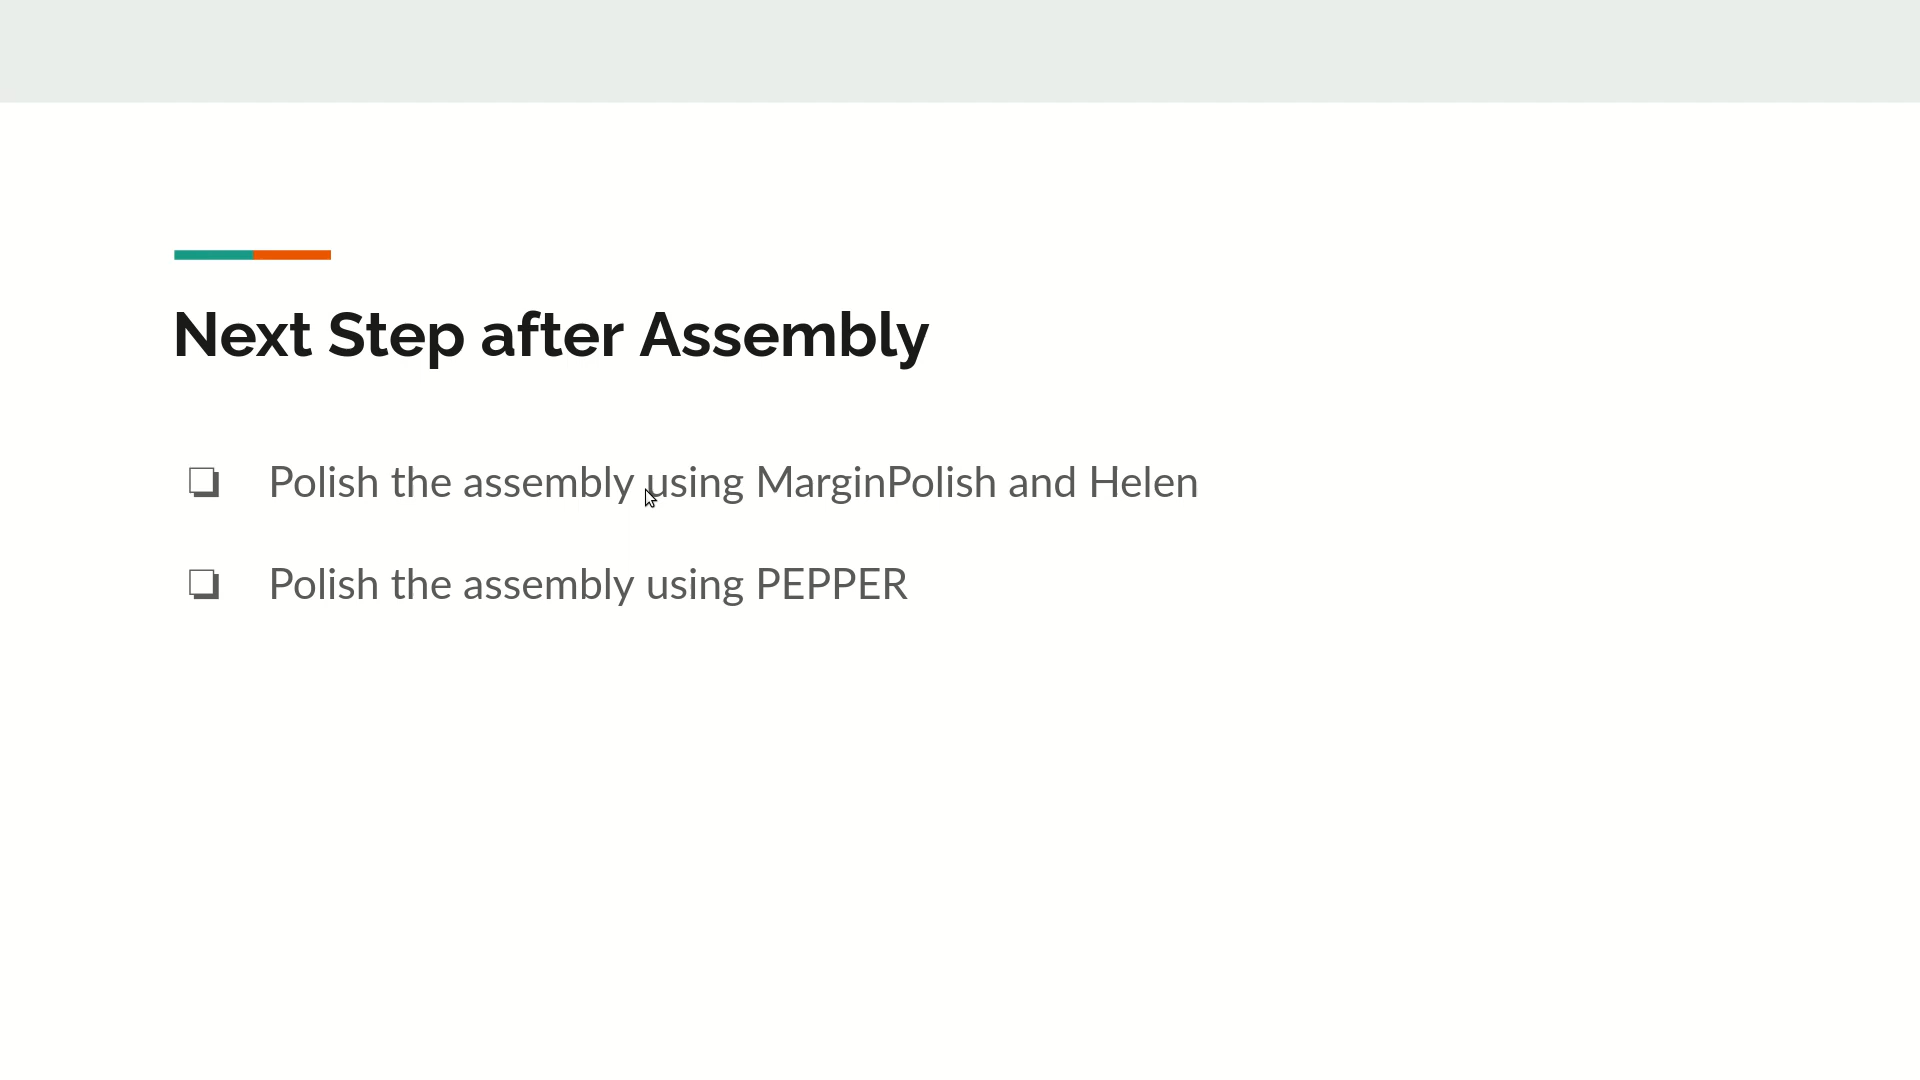 Next Step after Assembly
❏ Polish the assembly using MarginPolish and Helen
❏ Polish the assembly using PEPPER